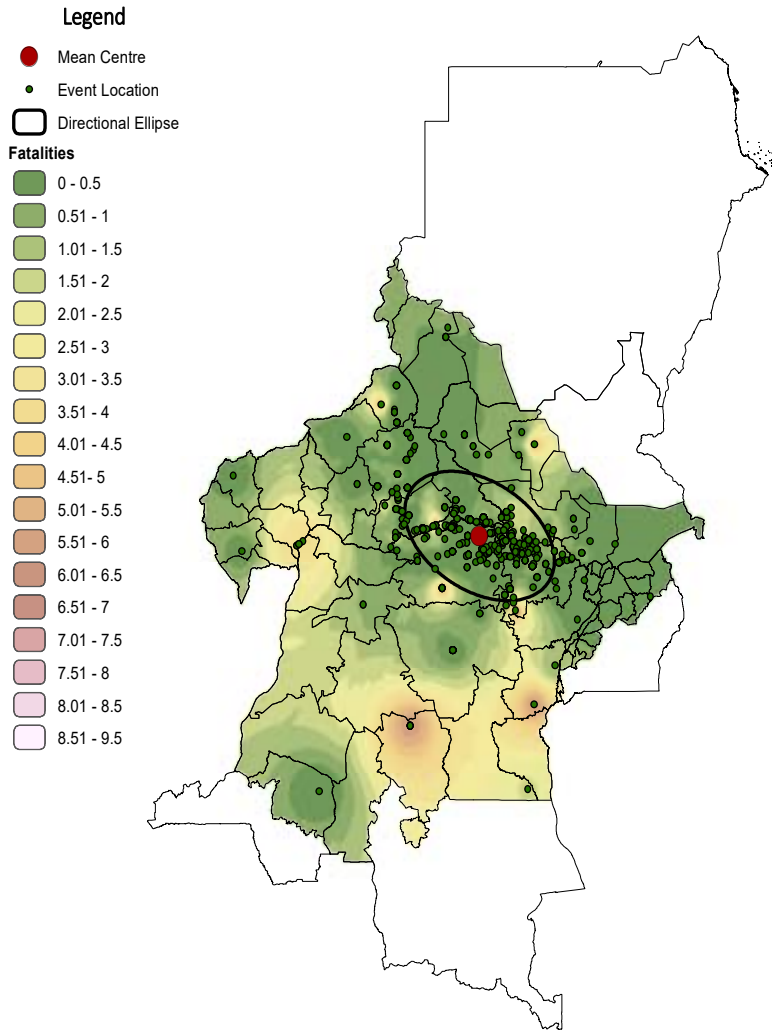 Legend
Mean Centre
Event Location
Directional Ellipse
Fatalities
0 - 0.5
0.51 - 1
1.01 - 1.5
1.51 - 2
2.01 - 2.5
2.51 - 3
3.01 - 3.5
3.51 - 4
4.01 - 4.5
4.51- 5
5.01 - 5.5
5.51 - 6
6.01 - 6.5
6.51 - 7
7.01 - 7.5
7.51 - 8
8.01 - 8.5
8.51 - 9.5